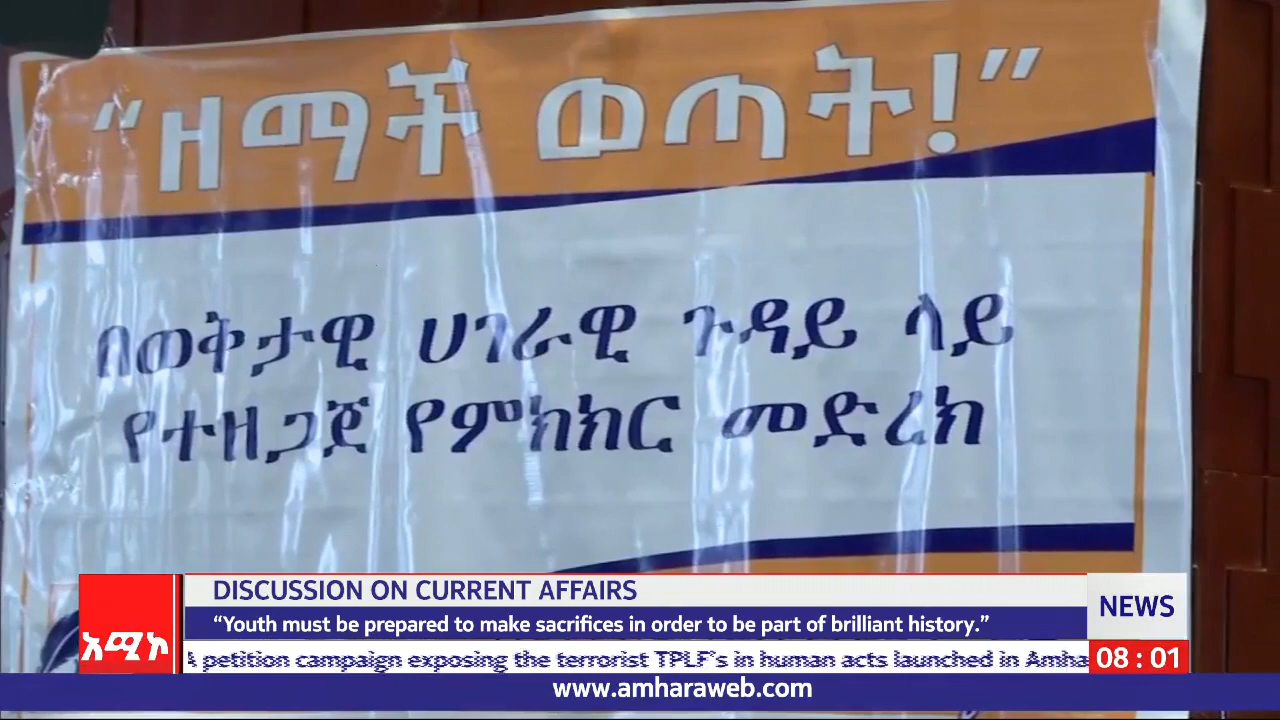 “ዘማች ወጣት!”
በወቅታዊ ሀገራዊ ጉዳይ ላይ
የተዘጋጀ የምክክር መድረክ
DISCUSSION ON CURRENT AFFAIRS
NEWS
“Youth must be prepared to make sacrifices in order to be part of brilliant history.”
አሚኮ
A petition campaign exposing the terrorist TPLF's in human acts launched in Amha
08 : 01
www.amharaweb.com